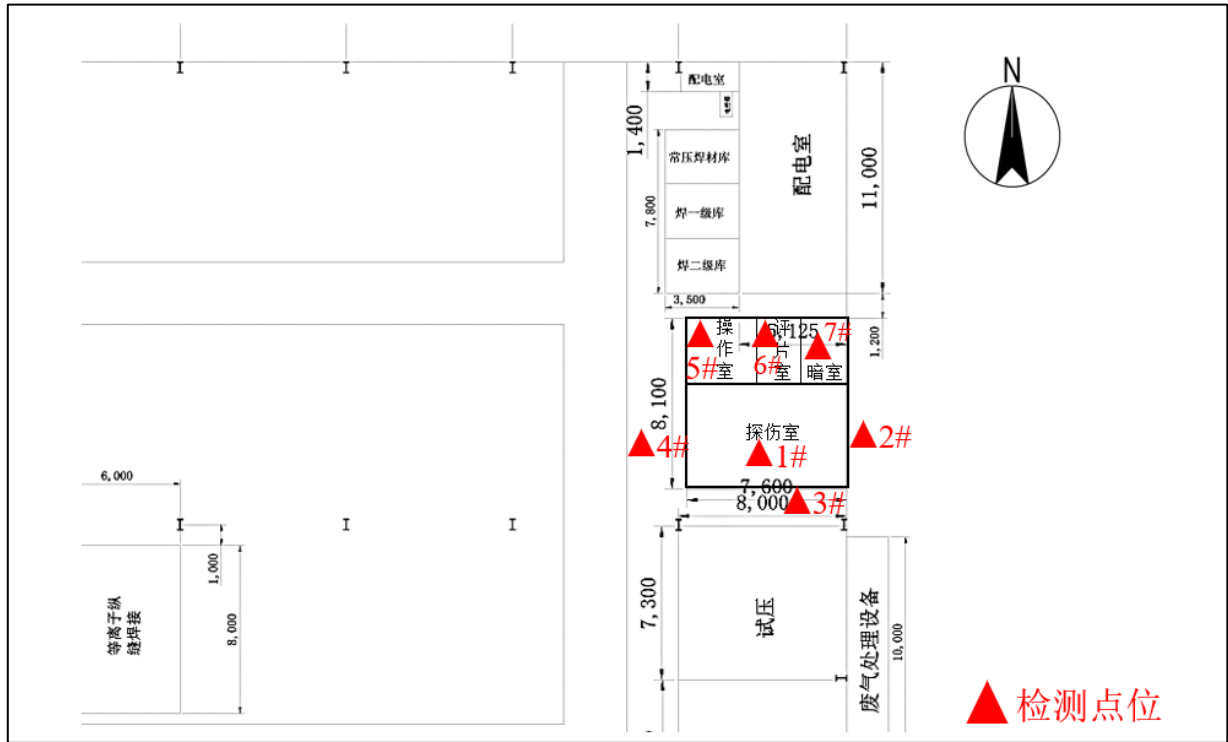 N
配电室
1,400
常压焊材库
7,800
焊一级库
焊二级库
3,500
配电室
11,000
1,200
操作室
评片室
5,125
暗室
5#
6#
7#
8,100
探伤室
1#
2#
4#
7,600
8,000
3#
6,000
1,000
等离子纵
缝焊接
8,000
7,300
试压
废气处理设备
10,000
检测点位